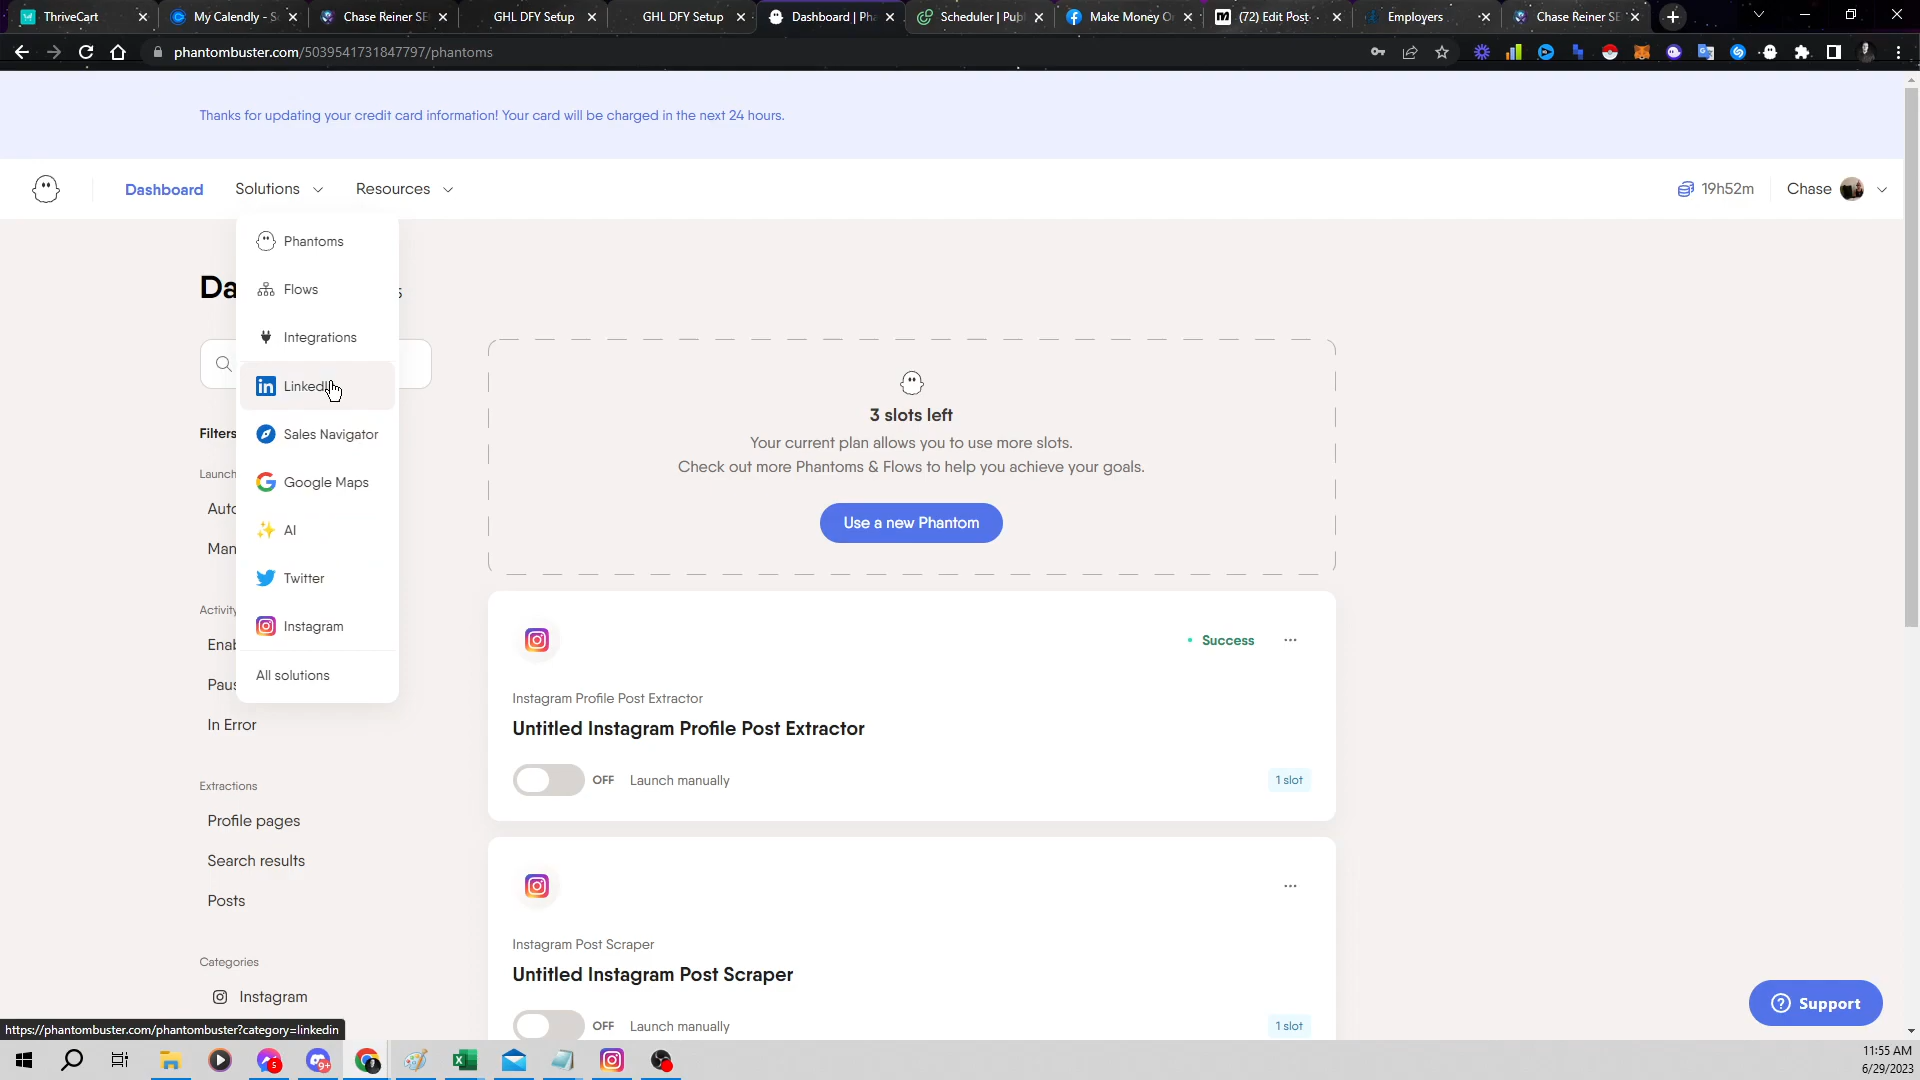 ThriveCart
My Calendly - S
Chase Reiner SE
GHL DFY Setup
GHL DFY Setup
Dashboard | Pha
Scheduler | Publ
Make Money O
(72) Edit Post ·
Employers
Chase Reiner SE
phantombuster.com/5039541731847797/phantoms
Thanks for updating your credit card information! Your card will be charged in the next 24 hours.
Dashboard
Solutions
Resources
19h52m
Chase
Phantoms
Flows
Integrations
LinkedI
Sales Navigator
Google Maps
AI
Twitter
Instagram
All solutions
Da
Filters
Launch
Auto
Man
Activity
Enab
Paus
In Error
Extractions
Profile pages
Search results
Posts
Categories
Instagram
3 slots left
Your current plan allows you to use more slots.
Check out more Phantoms & Flows to help you achieve your goals.
Use a new Phantom
Success
Instagram Profile Post Extractor
Untitled Instagram Profile Post Extractor
OFF Launch manually
1 slot
Instagram Post Scraper
Untitled Instagram Post Scraper
OFF Launch manually
1 slot
Support
https://phantombuster.com/phantombuster?category=linkedin
5
9+
11:55 AM
6/29/2023